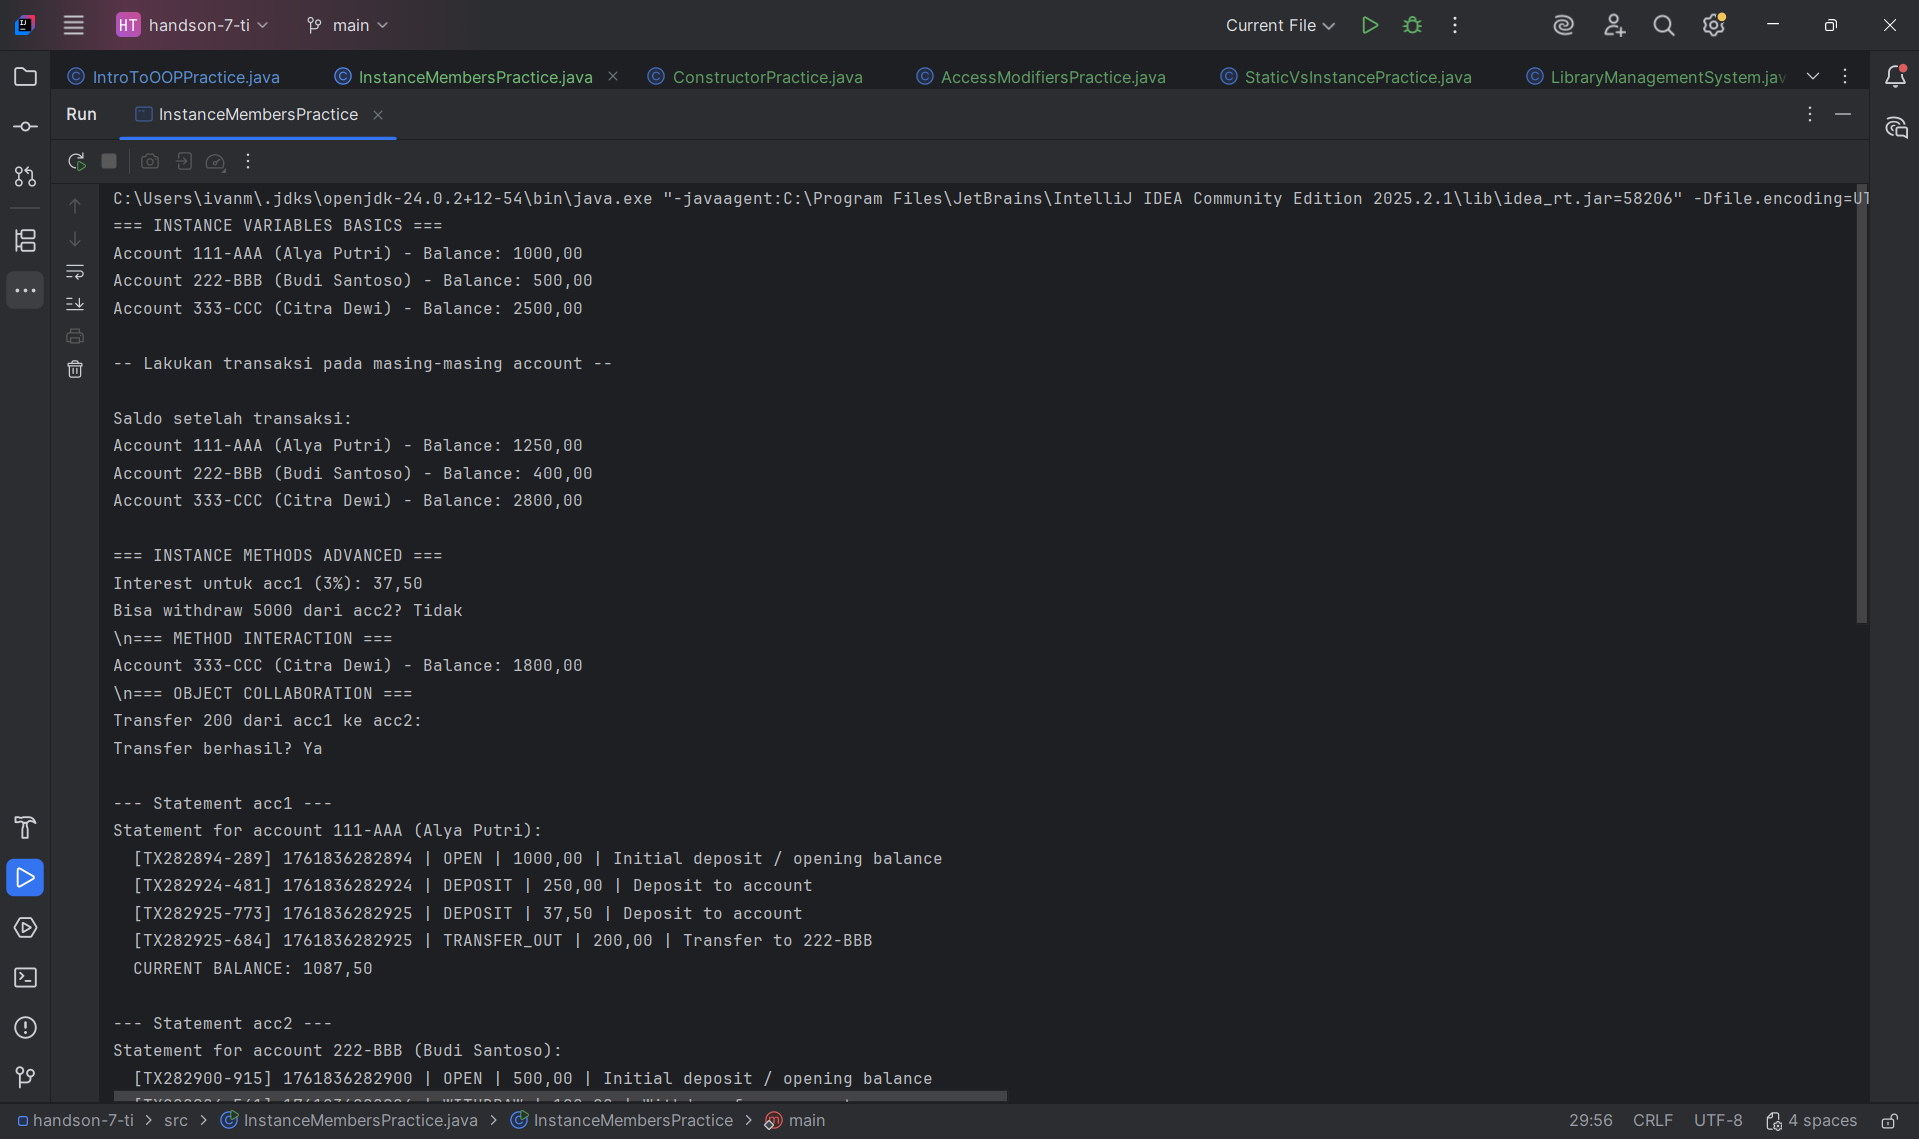 HT handson-7-ti main Current File
IntroToOOPPractice.java InstanceMembersPractice.java ConstructorPractice.java AccessModifiersPractice.java StaticVsInstancePractice.java LibraryManagementSystem.jav
Run InstanceMembersPractice
C:\Users\ivanm\.jdks\openjdk-24.0.2+12-54\bin\java.exe "-javaagent:C:\Program Files\JetBrains\IntelliJ IDEA Community Edition 2025.2.1\lib\idea_rt.jar=58206" -Dfile.encoding=UT
=== INSTANCE VARIABLES BASICS ===
Account 111-AAA (Alya Putri) - Balance: 1000,00
Account 222-BBB (Budi Santoso) - Balance: 500,00
Account 333-CCC (Citra Dewi) - Balance: 2500,00
-- Lakukan transaksi pada masing-masing account --
Saldo setelah transaksi:
Account 111-AAA (Alya Putri) - Balance: 1250,00
Account 222-BBB (Budi Santoso) - Balance: 400,00
Account 333-CCC (Citra Dewi) - Balance: 2800,00
=== INSTANCE METHODS ADVANCED ===
Interest untuk acc1 (3%): 37,50
Bisa withdraw 5000 dari acc2? Tidak
\n=== METHOD INTERACTION ===
Account 333-CCC (Citra Dewi) - Balance: 1800,00
\n=== OBJECT COLLABORATION ===
Transfer 200 dari acc1 ke acc2:
Transfer berhasil? Ya
--- Statement acc1 ---
Statement for account 111-AAA (Alya Putri):
[TX282894-289] 1761836282894 | OPEN | 1000,00 | Initial deposit / opening balance
[TX282924-481] 1761836282924 | DEPOSIT | 250,00 | Deposit to account
[TX282925-773] 1761836282925 | DEPOSIT | 37,50 | Deposit to account
[TX282925-684] 1761836282925 | TRANSFER_OUT | 200,00 | Transfer to 222-BBB
CURRENT BALANCE: 1087,50
--- Statement acc2 ---
Statement for account 222-BBB (Budi Santoso):
[TX282900-915] 1761836282900 | OPEN | 500,00 | Initial deposit / opening balance
handson-7-ti > src > InstanceMembersPractice.java > InstanceMembersPractice > main 29:56 CRLF UTF-8 4 spaces